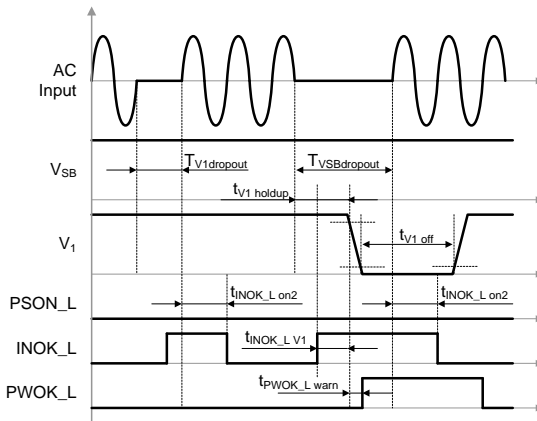 AC
Input
V_SB
T_V1dropout
T_VSBdropout
t_V1 holdup
V_1
t_V1 off
PSON_L
t_INOK_L on2
t_INOK_L on2
INOK_L
t_INOK_L V1
PWOK_L
t_PWOK_L warn